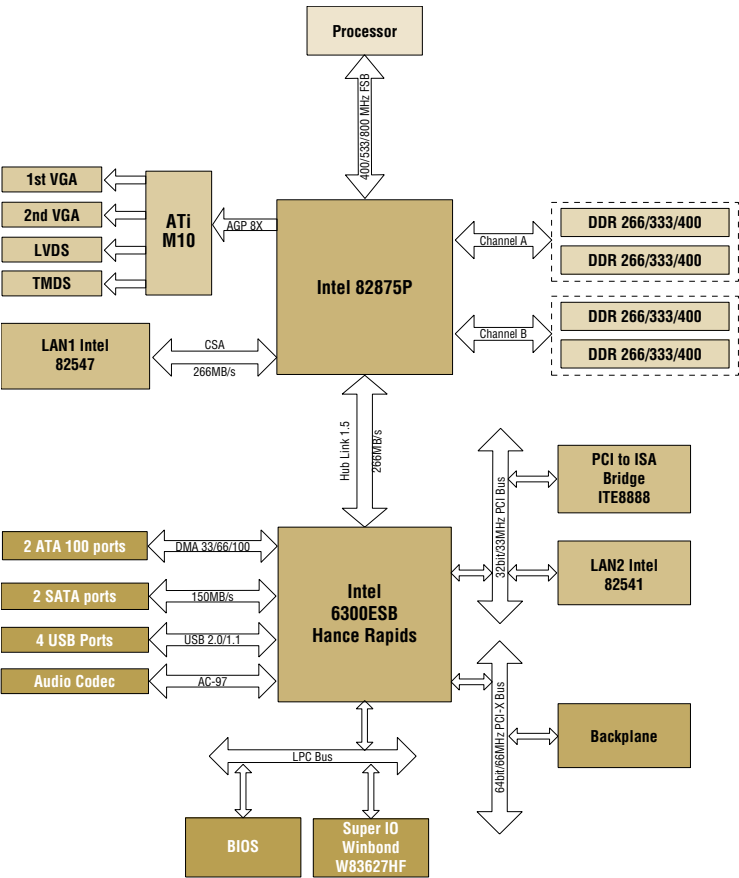 Processor
400/533/800 MHz FSB
1st VGA
2nd VGA
LVDS
TMDS
ATi
M10
AGP 8X
Intel 82875P
Channel A
DDR 266/333/400
DDR 266/333/400
Channel B
DDR 266/333/400
DDR 266/333/400
LAN1 Intel
82547
CSA
266MB/s
Hub Link 1.5
266MB/s
32bit/33MHz PCI Bus
PCI to ISA
Bridge
ITE8888
LAN2 Intel
82541
2 ATA 100 ports
DMA 33/66/100
2 SATA ports
150MB/s
4 USB Ports
USB 2.0/1.1
Audio Codec
AC-97
Intel
6300ESB
Hance Rapids
64bit/66MHz PCI-X Bus
Backplane
LPC Bus
BIOS
Super IO
Winbond
W83627HF